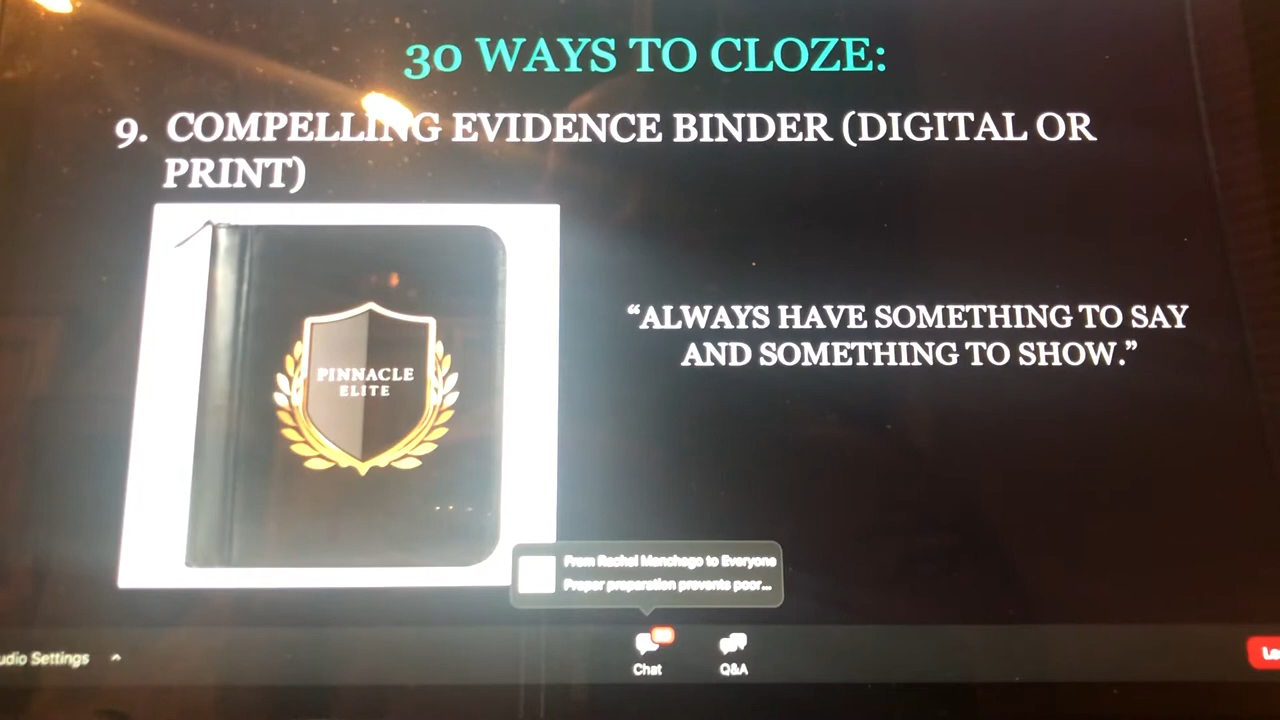 30 WAYS TO CLOZE:
9. COMPELLING EVIDENCE BINDER (DIGITAL OR
PRINT)
PINNACLE
ELITE
“ALWAYS HAVE SOMETHING TO SAY
AND SOMETHING TO SHOW.”
From Rachel Manchego to Everyone
Proper preparation prevents poor...
udio Settings
Chat
Q&A